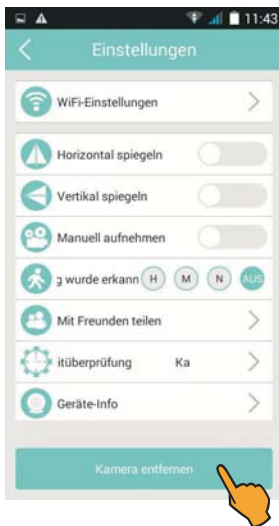 11:43
Einstellungen
WiFi-Einstellungen
Horizontal spiegeln
Vertikal spiegeln
Manuell aufnehmen
g wurde erkann H M N AUS
Mit Freunden teilen
itüberprüfung Ka
Geräte-Info
Kamera entfernen